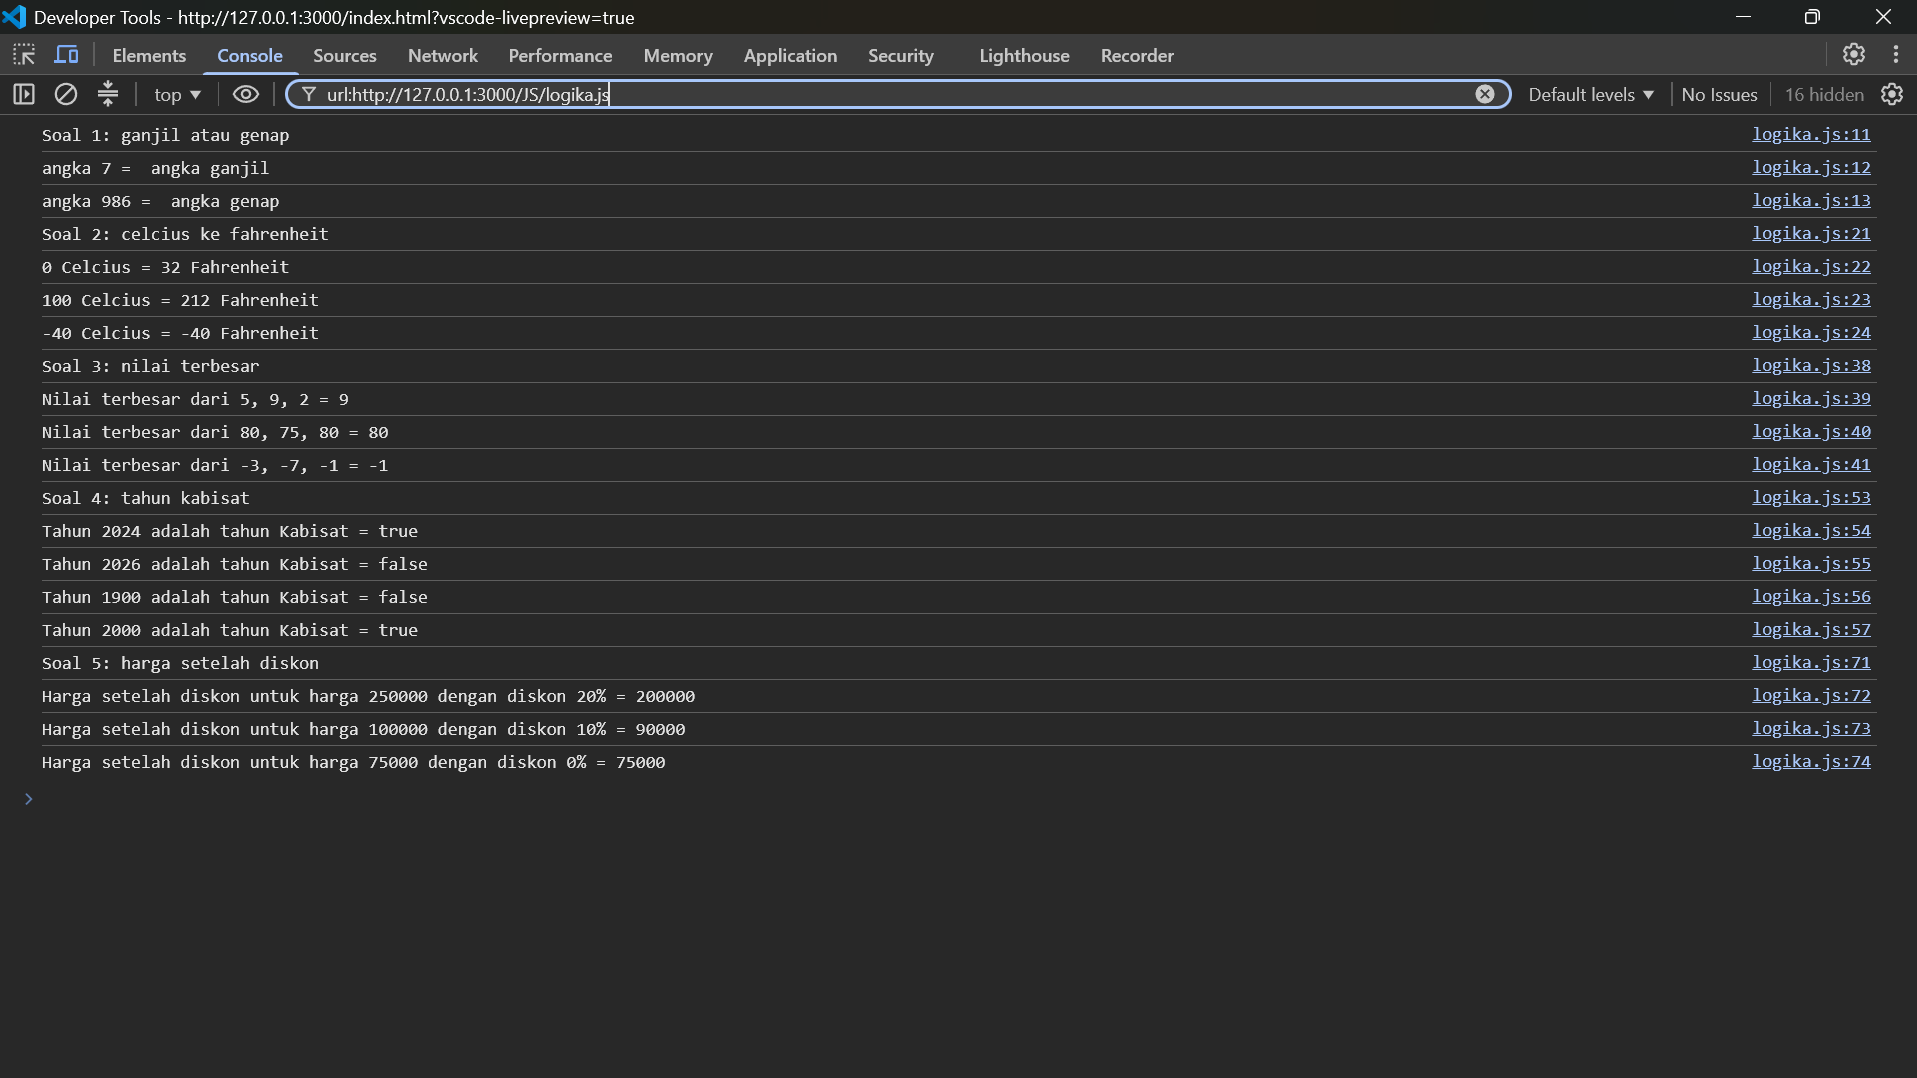 Developer Tools - http://127.0.0.1:3000/index.html?vscode-livepreview=true
Elements Console Sources Network Performance Memory Application Security Lighthouse Recorder
top url:http://127.0.0.1:3000/JS/logika.js Default levels No Issues 16 hidden
Soal 1: ganjil atau genap logika.js:11
angka 7 =  angka ganjil logika.js:12
angka 986 =  angka genap logika.js:13
Soal 2: celcius ke fahrenheit logika.js:21
0 Celcius = 32 Fahrenheit logika.js:22
100 Celcius = 212 Fahrenheit logika.js:23
-40 Celcius = -40 Fahrenheit logika.js:24
Soal 3: nilai terbesar logika.js:38
Nilai terbesar dari 5, 9, 2 = 9 logika.js:39
Nilai terbesar dari 80, 75, 80 = 80 logika.js:40
Nilai terbesar dari -3, -7, -1 = -1 logika.js:41
Soal 4: tahun kabisat logika.js:53
Tahun 2024 adalah tahun Kabisat = true logika.js:54
Tahun 2026 adalah tahun Kabisat = false logika.js:55
Tahun 1900 adalah tahun Kabisat = false logika.js:56
Tahun 2000 adalah tahun Kabisat = true logika.js:57
Soal 5: harga setelah diskon logika.js:71
Harga setelah diskon untuk harga 250000 dengan diskon 20% = 200000 logika.js:72
Harga setelah diskon untuk harga 100000 dengan diskon 10% = 90000 logika.js:73
Harga setelah diskon untuk harga 75000 dengan diskon 0% = 75000 logika.js:74